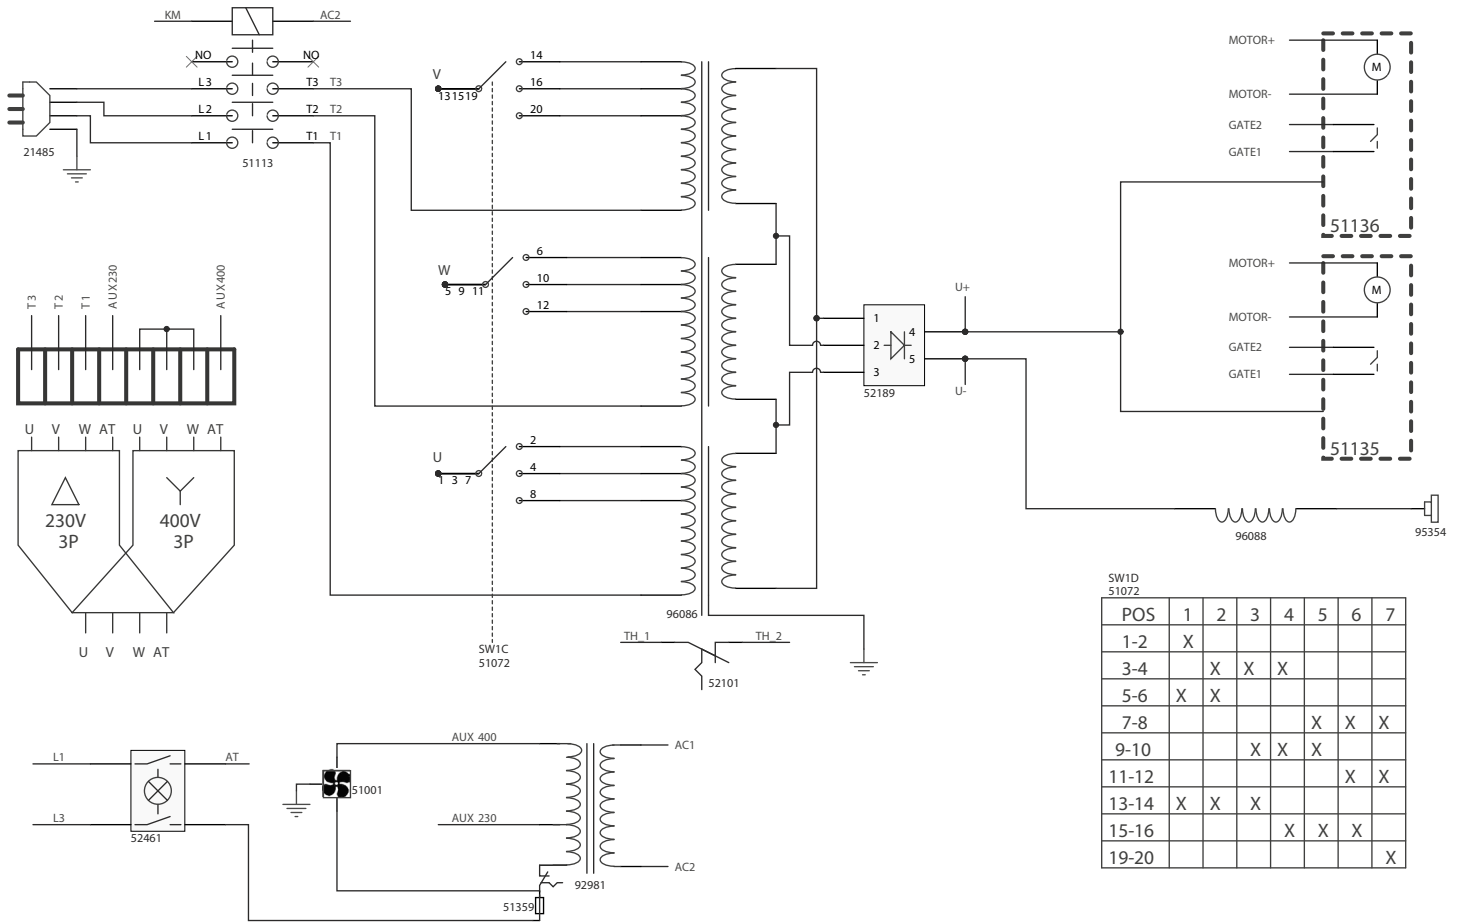 KM AC2
NO NO
L3 T3 T3
L2 T2 T2
L1 T1 T1
21485
51113
V
131519
14
16
20
W
5 9 11
6
10
12
U
1 3 7
2
4
8
SW1C
51072
96086
TH_1 TH_2
52101
1
2
3
4
5
52189
U+
U-
MOTOR+
M
MOTOR-
GATE2
GATE1
51136
MOTOR+
M
MOTOR-
GATE2
GATE1
51135
96088
95354
T3
T2
T1
AUX230
AUX400
U V W AT U V W AT
230V
3P
400V
3P
U V W AT
L1 AT
L3
52461
51001
AUX 400
AUX 230
AC1
AC2
92981
51359
SW1D
51072
POS 1 2 3 4 5 6 7
1-2 X
3-4 X X X
5-6 X X
7-8 X X X
9-10 X X X
11-12 X X
13-14 X X X
15-16 X X X
19-20 X